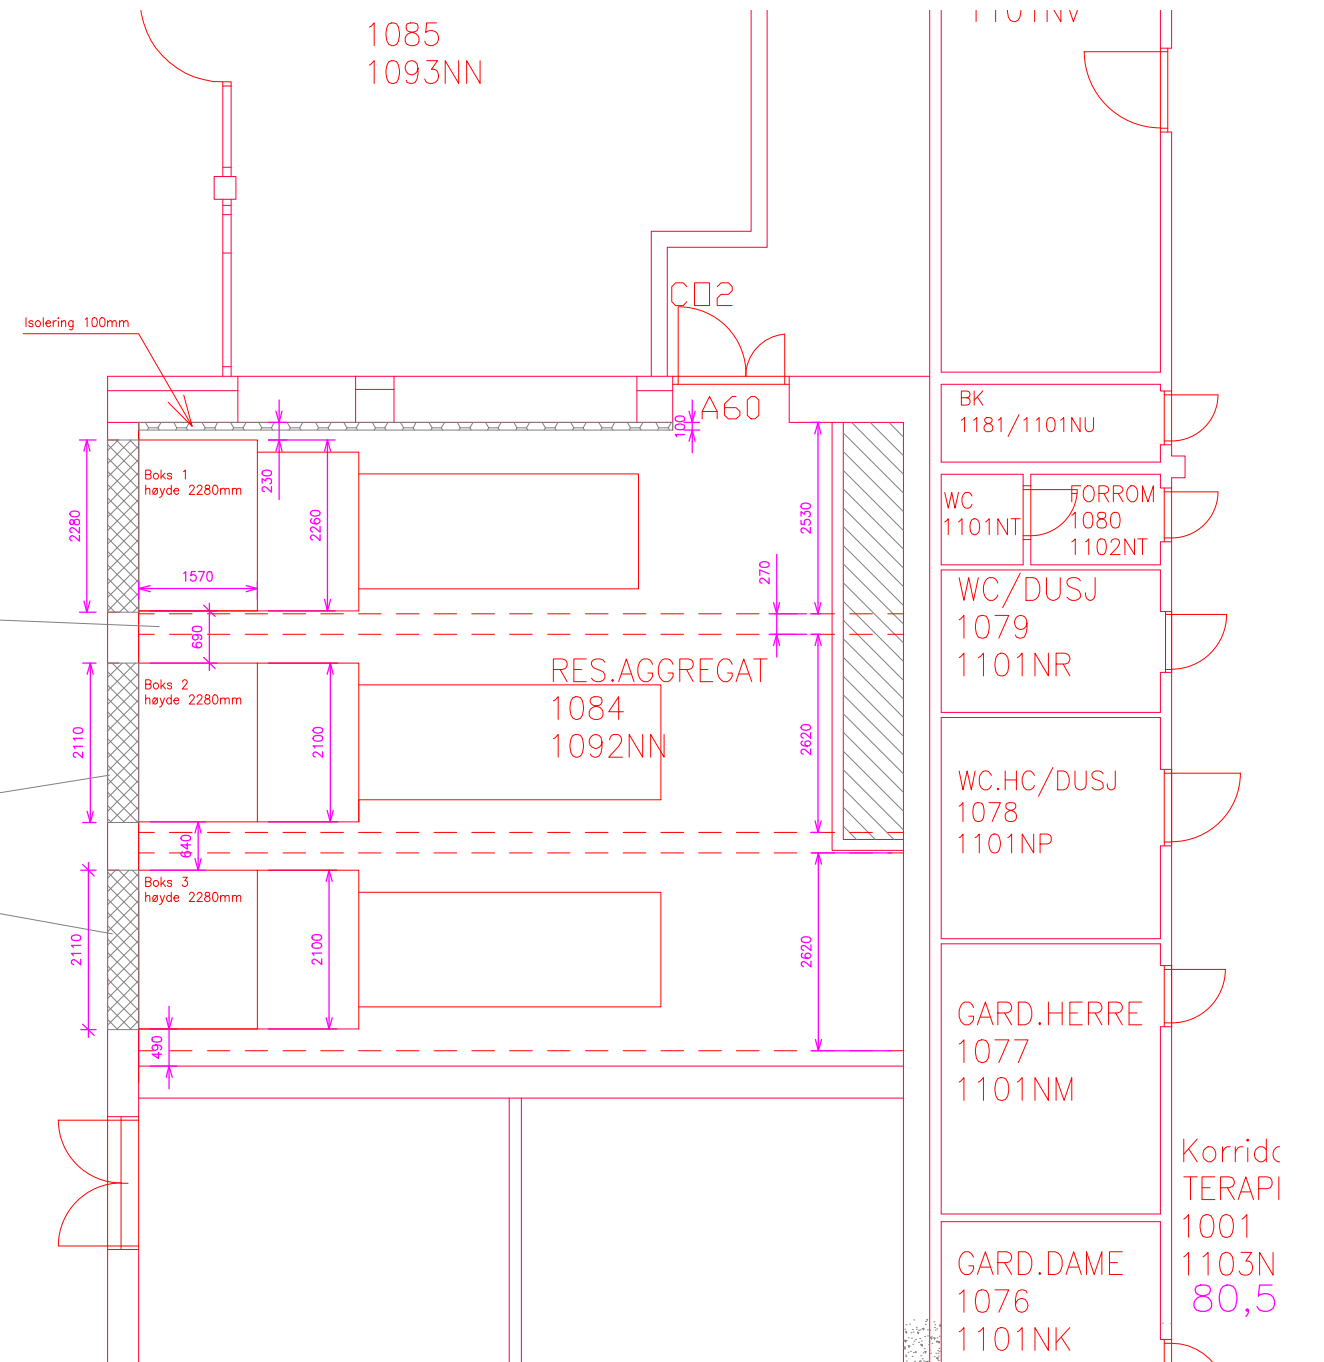 1101NV
1085
1093NN
CO2
Isolering 100mm
A60
100
BK
1181/1101NU
Boks 1
høyde 2280mm
230
2280
2260
2530
WC
1101NT
FORROM
1080
1102NT
1570
270
WC/DUSJ
1079
1101NR
690
RES.AGGREGAT
1084
1092NN
Boks 2
høyde 2280mm
2110
2100
2620
WC.HC/DUSJ
1078
1101NP
640
Boks 3
høyde 2280mm
2110
2100
2620
GARD.HERRE
1077
1101NM
490
Korrido
TERAPI
1001
1103N
80,5
GARD.DAME
1076
1101NK